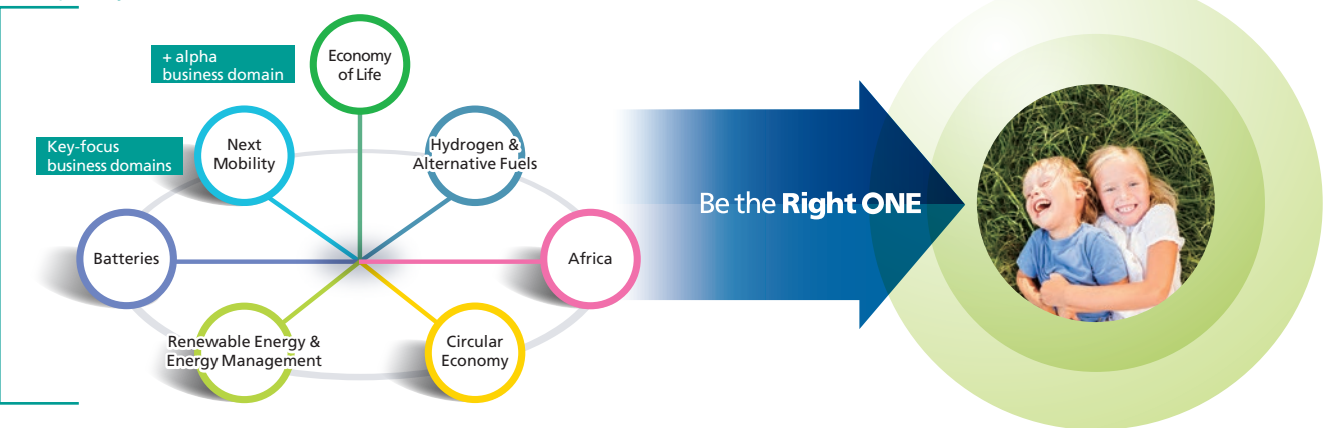 + alpha
business domain
Economy
of Life
Key-focus
business domains
Next
Mobility
Hydrogen &
Alternative Fuels
Batteries
Africa
Renewable Energy &
Energy Management
Circular
Economy
Be the Right ONE